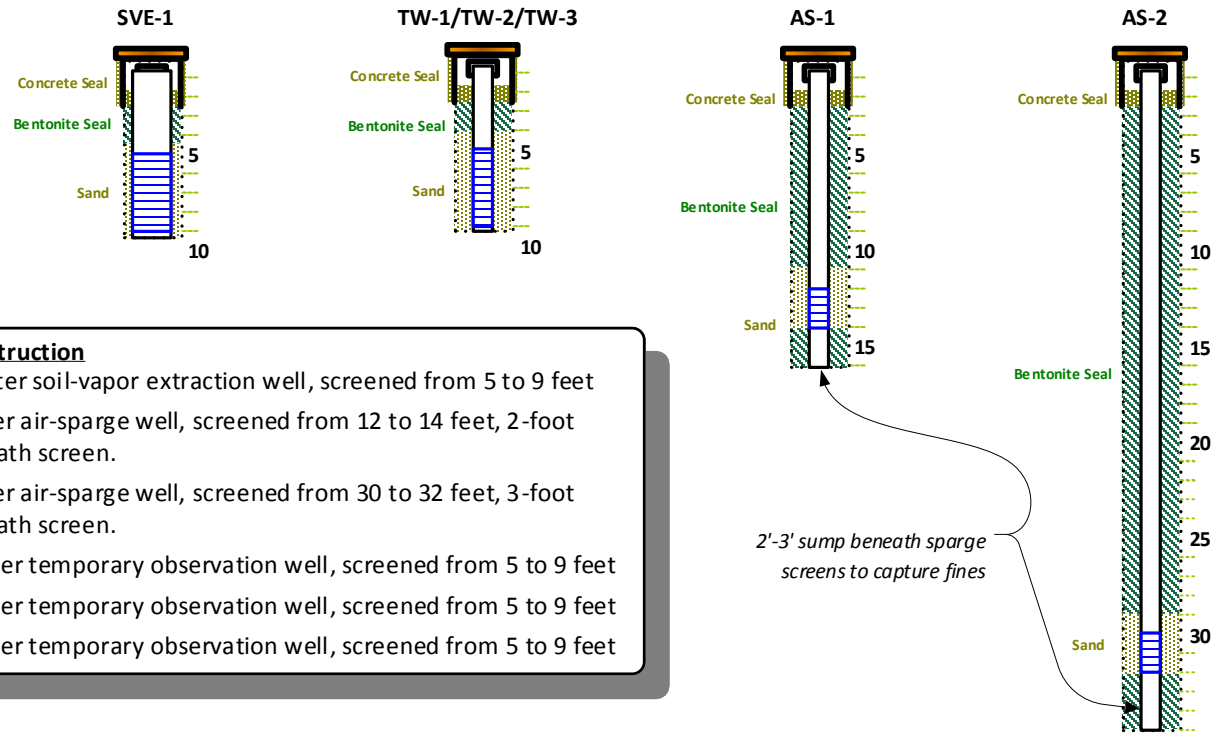 SVE-1
TW-1/TW-2/TW-3
AS-1
AS-2
Concrete Seal
Bentonite Seal
Sand
5
10
Concrete Seal
Bentonite Seal
Sand
5
10
Concrete Seal
Bentonite Seal
Sand
5
10
15
Concrete Seal
Bentonite Seal
Sand
5
10
15
20
25
30
truction
ter soil-vapor extraction well, screened from 5 to 9 feet
er air-sparge well, screened from 12 to 14 feet, 2-foot
ath screen.
er air-sparge well, screened from 30 to 32 feet, 3-foot
ath screen.
er temporary observation well, screened from 5 to 9 feet
er temporary observation well, screened from 5 to 9 feet
er temporary observation well, screened from 5 to 9 feet
2'-3' sump beneath sparge
screens to capture fines